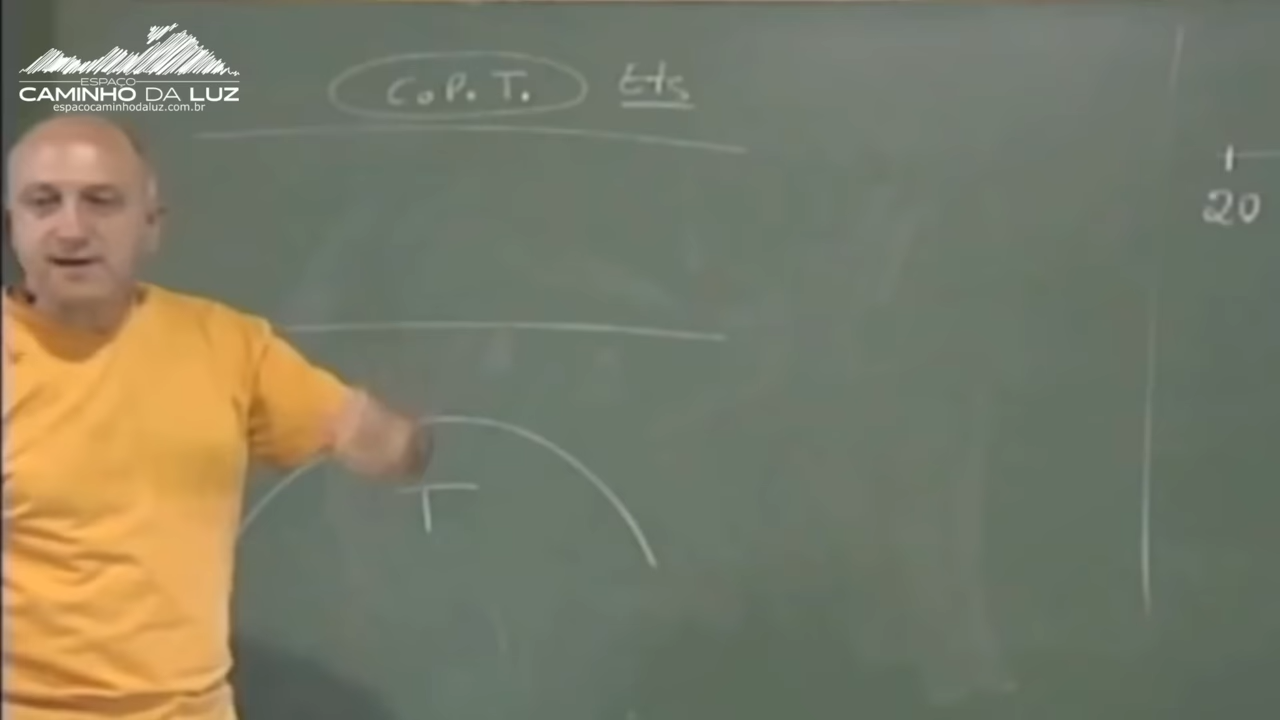 ESPAÇO
CAMINHO DA LUZ
espacocaminhodaluz.com.br
C.P.T. Ets
20
T